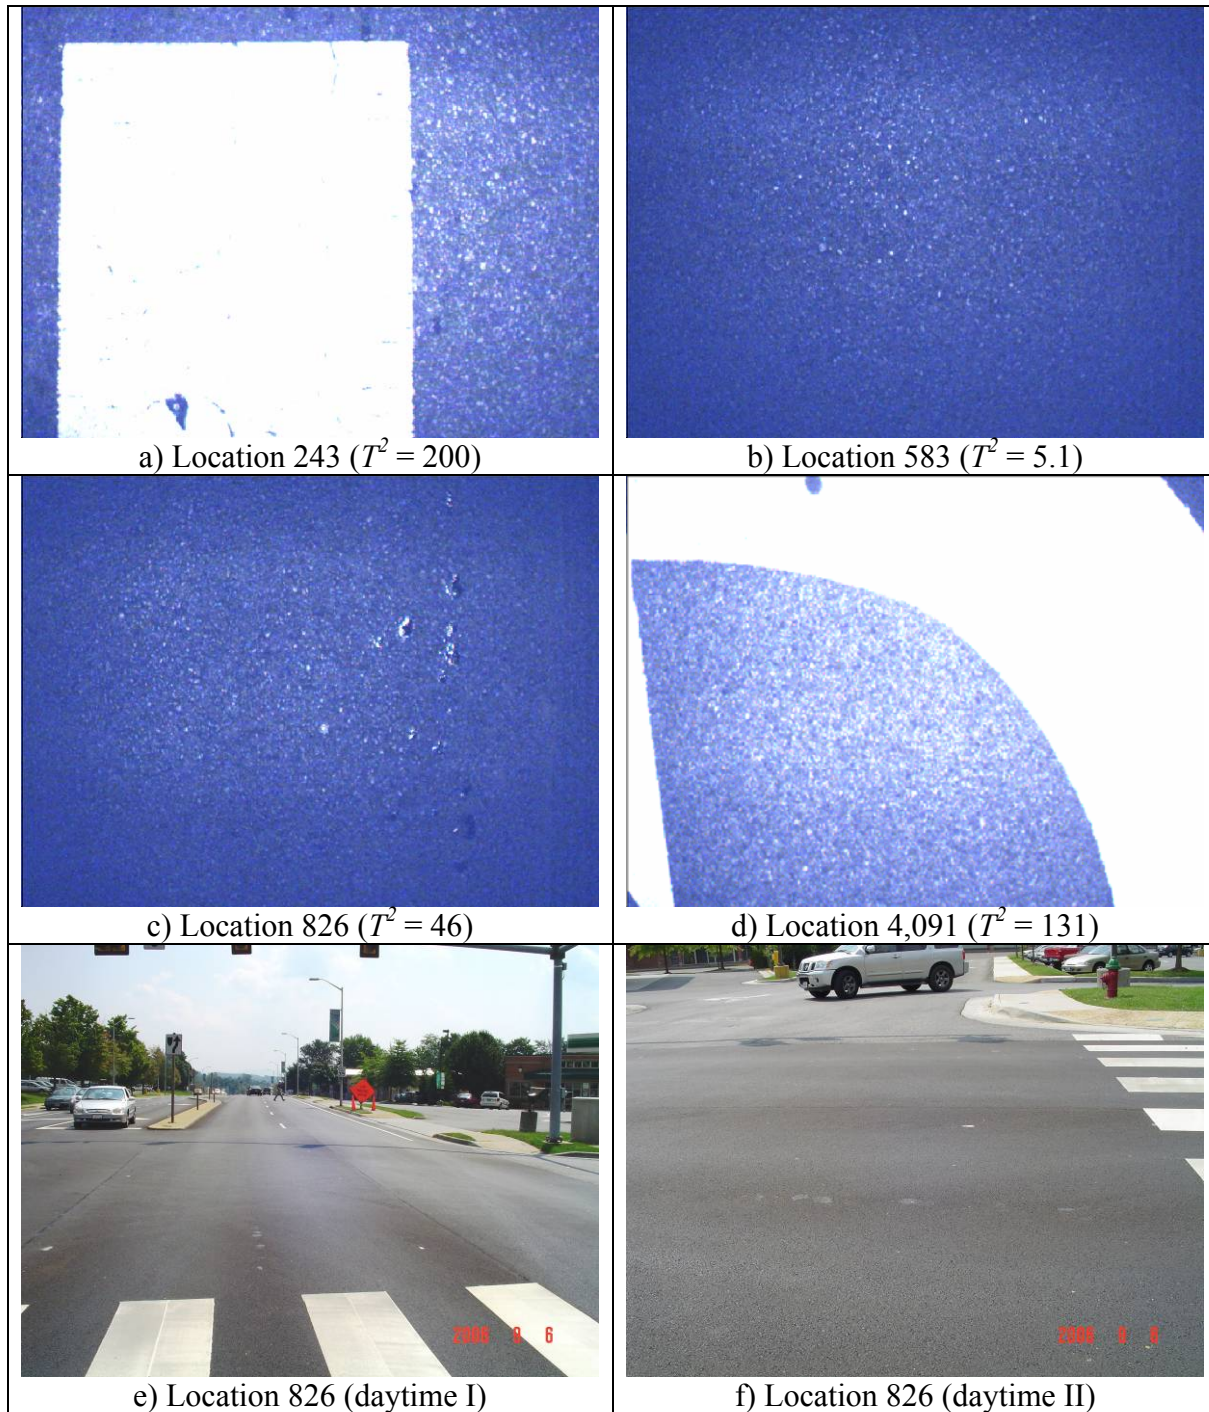 a) Location 243 (T² = 200)
b) Location 583 (T² = 5.1)
c) Location 826 (T² = 46)
d) Location 4,091 (T² = 131)
e) Location 826 (daytime I)
f) Location 826 (daytime II)